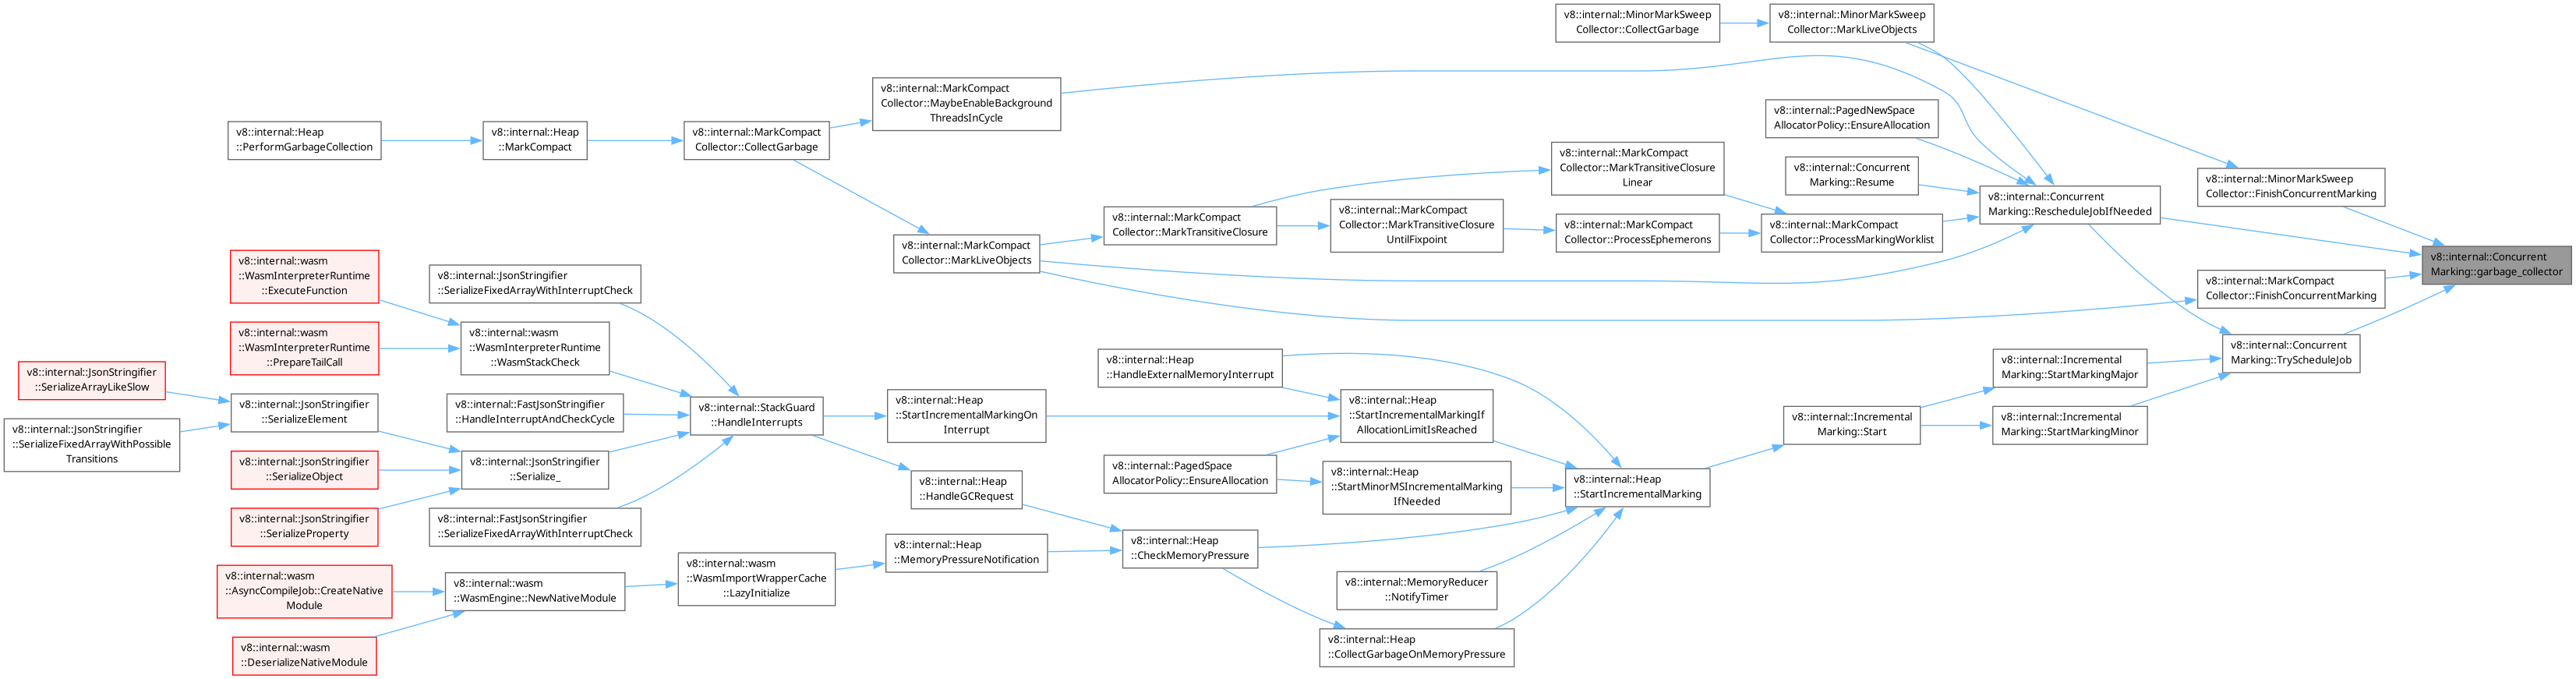 v8::internal::MinorMarkSweep
Collector::CollectGarbage
v8::internal::MinorMarkSweep
Collector::MarkLiveObjects
v8::internal::MarkCompact
Collector::MaybeEnableBackground
ThreadsInCycle
v8::internal::Heap
::PerformGarbageCollection
v8::internal::Heap
::MarkCompact
v8::internal::MarkCompact
Collector::CollectGarbage
v8::internal::PagedNewSpace
AllocatorPolicy::EnsureAllocation
v8::internal::MarkCompact
Collector::MarkTransitiveClosure
Linear
v8::internal::Concurrent
Marking::Resume
v8::internal::MinorMarkSweep
Collector::FinishConcurrentMarking
v8::internal::Concurrent
Marking::RescheduleJobIfNeeded
v8::internal::MarkCompact
Collector::MarkTransitiveClosure
v8::internal::MarkCompact
Collector::MarkTransitiveClosure
UntilFixpoint
v8::internal::MarkCompact
Collector::ProcessEphemerons
v8::internal::MarkCompact
Collector::ProcessMarkingWorklist
v8::internal::MarkCompact
Collector::MarkLiveObjects
v8::internal::Concurrent
Marking::garbage_collector
v8::internal::wasm
::WasmInterpreterRuntime
::ExecuteFunction
v8::internal::JsonStringifier
::SerializeFixedArrayWithInterruptCheck
v8::internal::MarkCompact
Collector::FinishConcurrentMarking
v8::internal::wasm
::WasmInterpreterRuntime
::PrepareTailCall
v8::internal::wasm
::WasmInterpreterRuntime
::WasmStackCheck
v8::internal::Concurrent
Marking::TryScheduleJob
v8::internal::Heap
::HandleExternalMemoryInterrupt
v8::internal::Incremental
Marking::StartMarkingMajor
v8::internal::JsonStringifier
::SerializeArrayLikeSlow
v8::internal::JsonStringifier
::SerializeElement
v8::internal::FastJsonStringifier
::HandleInterruptAndCheckCycle
v8::internal::StackGuard
::HandleInterrupts
v8::internal::Heap
::StartIncrementalMarkingOn
Interrupt
v8::internal::Heap
::StartIncrementalMarkingIf
AllocationLimitIsReached
v8::internal::Incremental
Marking::Start
v8::internal::Incremental
Marking::StartMarkingMinor
v8::internal::JsonStringifier
::SerializeFixedArrayWithPossible
Transitions
v8::internal::JsonStringifier
::SerializeObject
v8::internal::JsonStringifier
::Serialize_
v8::internal::PagedSpace
AllocatorPolicy::EnsureAllocation
v8::internal::Heap
::StartMinorMSIncrementalMarking
IfNeeded
v8::internal::Heap
::StartIncrementalMarking
v8::internal::Heap
::HandleGCRequest
v8::internal::JsonStringifier
::SerializeProperty
v8::internal::FastJsonStringifier
::SerializeFixedArrayWithInterruptCheck
v8::internal::Heap
::MemoryPressureNotification
v8::internal::Heap
::CheckMemoryPressure
v8::internal::wasm
::AsyncCompileJob::CreateNative
Module
v8::internal::wasm
::WasmEngine::NewNativeModule
v8::internal::wasm
::WasmImportWrapperCache
::LazyInitialize
v8::internal::MemoryReducer
::NotifyTimer
v8::internal::wasm
::DeserializeNativeModule
v8::internal::Heap
::CollectGarbageOnMemoryPressure